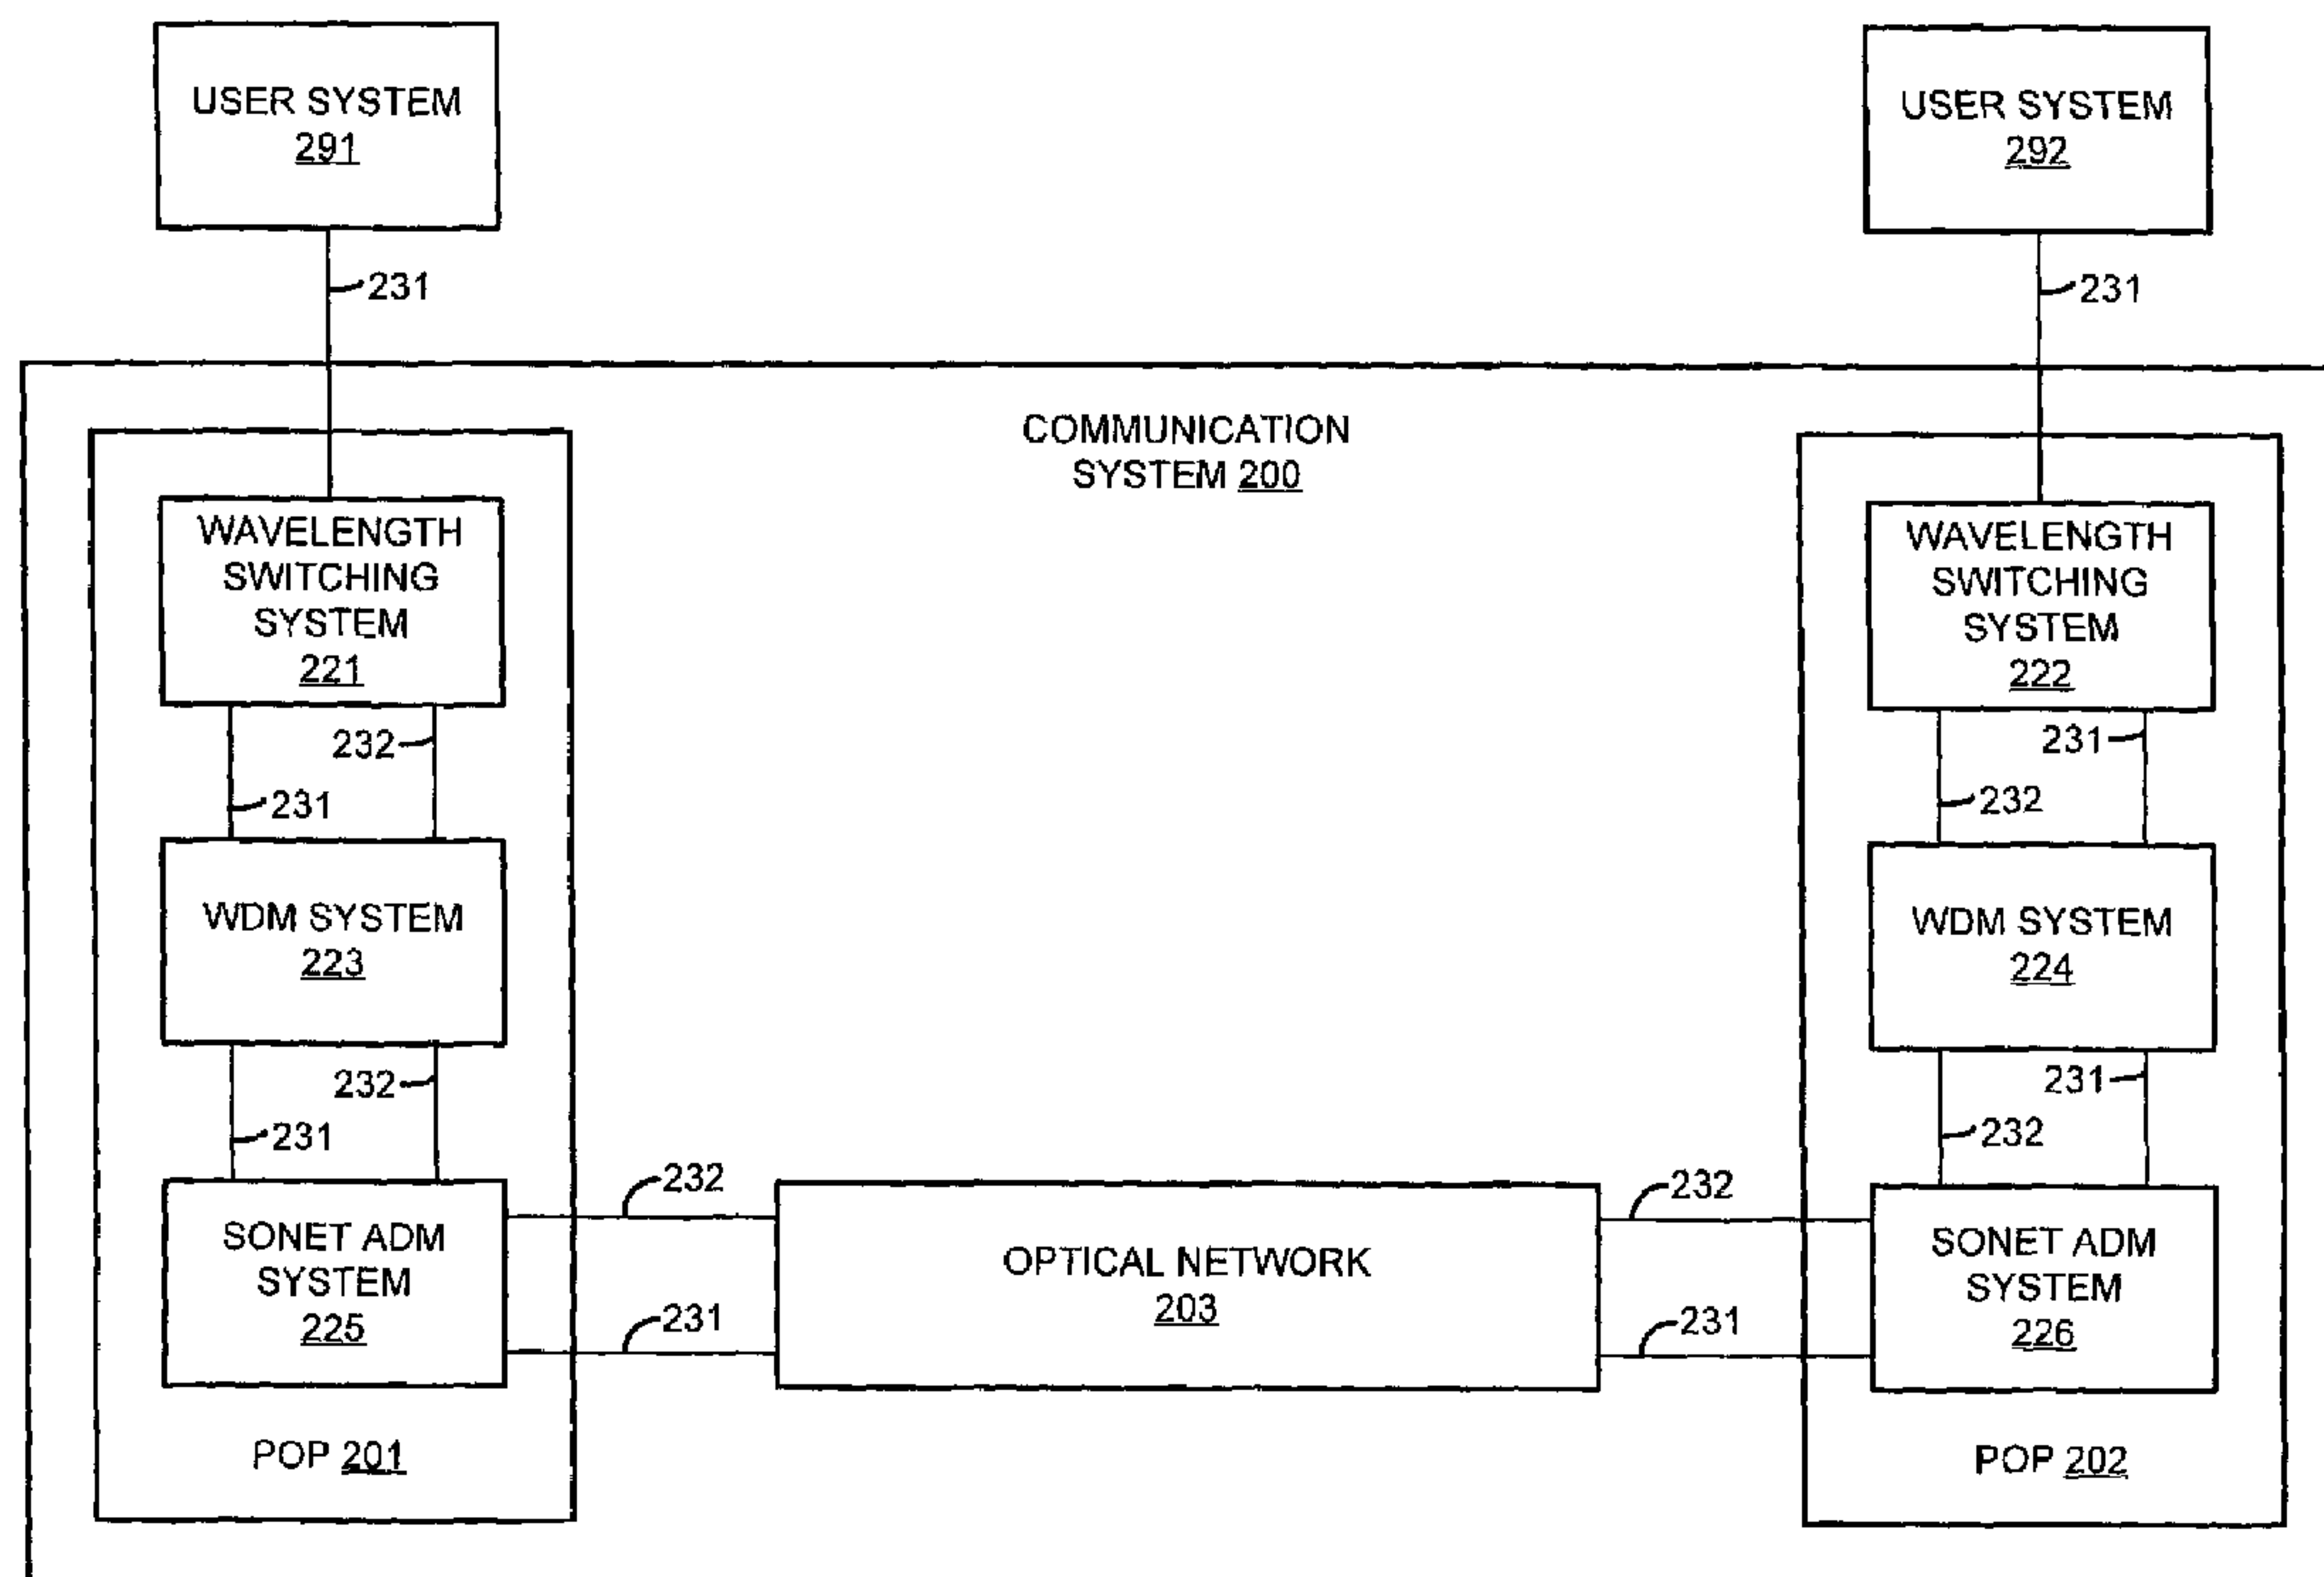 USER SYSTEM
291
USER SYSTEM
292
231
231
COMMUNICATION
SYSTEM 200
WAVELENGTH
SWITCHING
SYSTEM
221
WAVELENGTH
SWITCHING
SYSTEM
222
232
231
231
232
WDM SYSTEM
223
WDM SYSTEM
224
232
231
231
232
SONET ADM
SYSTEM
225
232
231
OPTICAL NETWORK
203
232
231
SONET ADM
SYSTEM
226
POP 201
POP 202